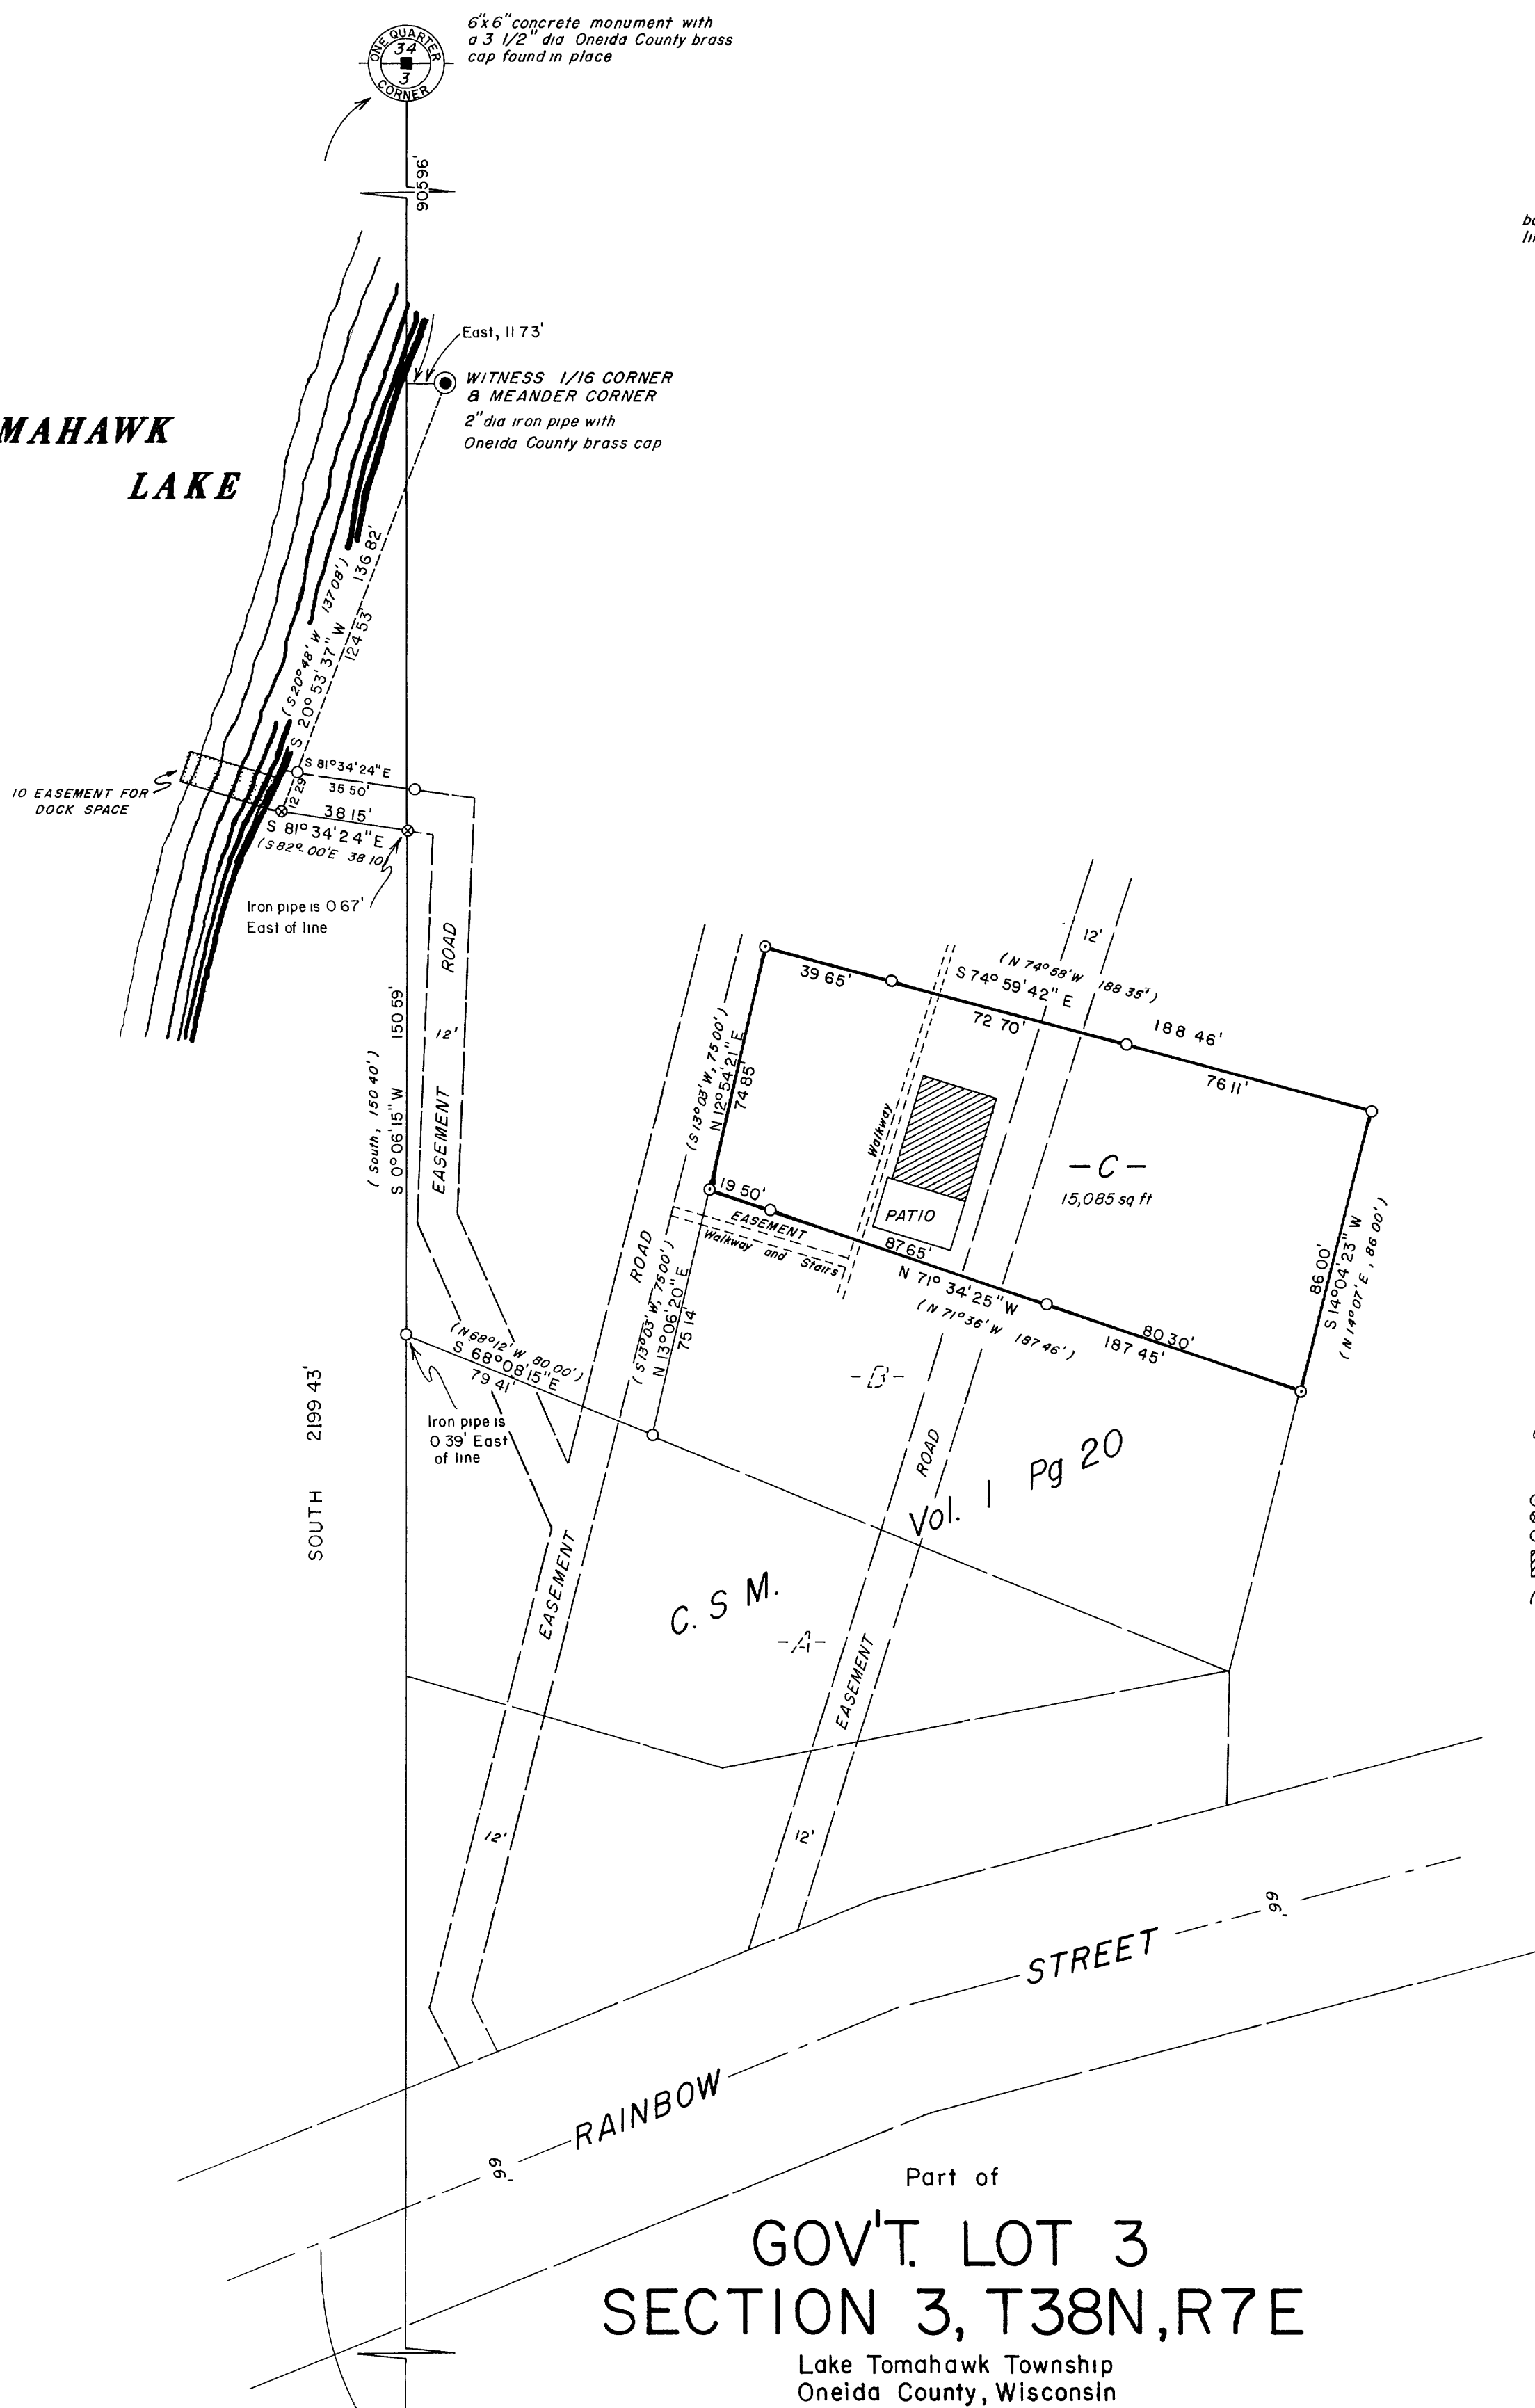 6"x6" concrete monument with
a 3 1/2" dia Oneida County brass
cap found in place
ONE QUARTER
34
3
CORNER
905 96'
East, 11 73'
WITNESS 1/16 CORNER
& MEANDER CORNER
2" dia iron pipe with
Oneida County brass cap
MAHAWK
LAKE
(S 20° 48' W 137 08')
136 82'
S 20° 53' 37" W
124 53'
10 EASEMENT FOR
DOCK SPACE
S 81° 34' 24" E
35 50'
12 29
38 15'
S 81° 34' 24" E
(S 82° 00' E 38 10)
Iron pipe is 0 67'
East of line
ROAD
12'
EASEMENT
150 59'
(South, 150 40')
S 0° 06' 15" W
12'
39 65'
(N 74° 58' W 188 35')
S 74° 59' 42" E
72 70'
188 46'
76 11'
(S 13° 03' W, 75 00')
N 12° 54' 21" E
74 85'
Walkway
- C -
15,085 sq ft
19 50'
PATIO
EASEMENT
Walkway and Stairs
87 65'
N 71° 34' 25" W
(N 71° 36' W 187 46')
80 30'
187 45'
86 00'
S 14° 04' 23" W
(N 14° 07' E, 86 00')
ROAD
(S 13° 03' W, 75 00')
N 13° 06' 20" E
75 14'
(N 68° 12' W 80 00')
S 68° 08' 15" E
79 41'
- B -
Iron pipe is
0 39' East
of line
SOUTH 2199 43'
ROAD
Vol. 1 Pg 20
EASEMENT
C. S M.
- A -
EASEMENT
12'
12'
66'
RAINBOW STREET
66'
Part of
GOV'T. LOT 3
SECTION 3, T38N, R7E
Lake Tomahawk Township
Oneida County, Wisconsin